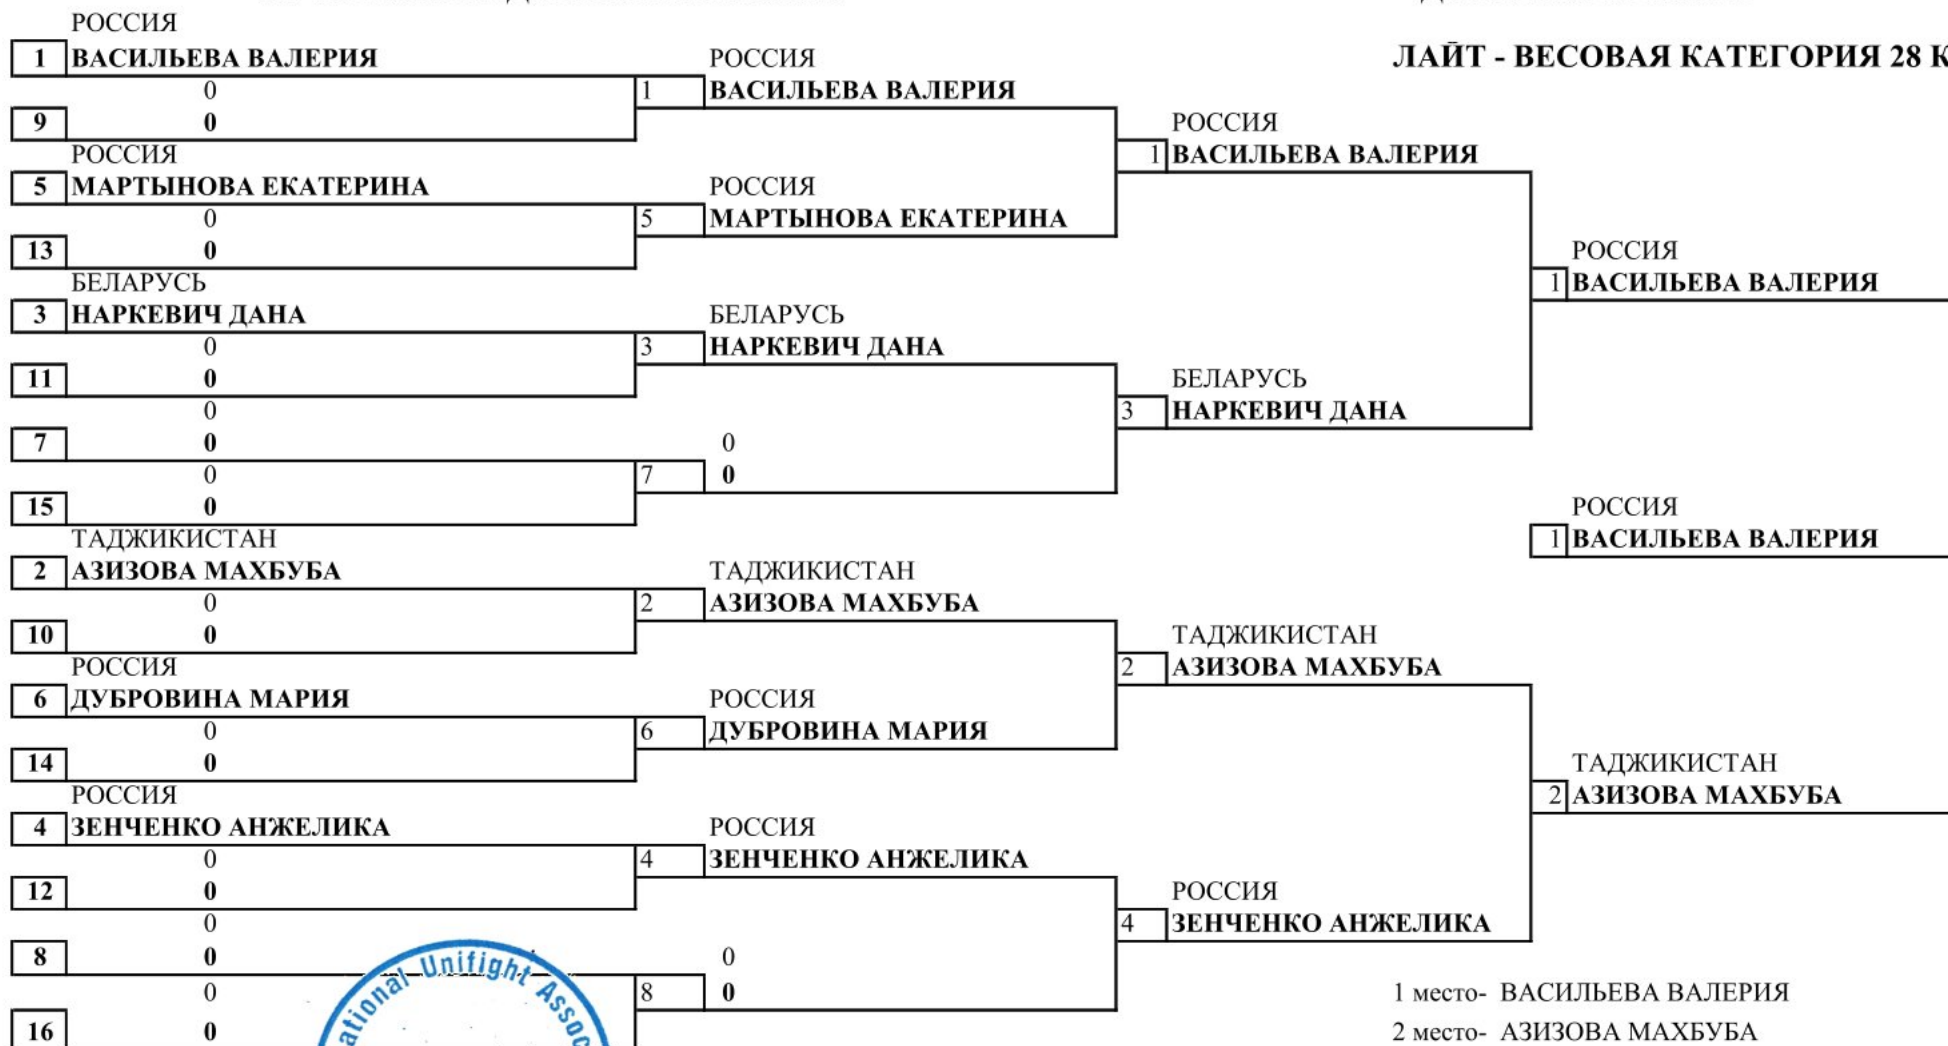 РОССИЯ
1 ВАСИЛЬЕВА ВАЛЕРИЯ РОССИЯ ЛАЙТ - ВЕСОВАЯ КАТЕГОРИЯ 28 К
0 1 ВАСИЛЬЕВА ВАЛЕРИЯ
9 0 РОССИЯ
РОССИЯ 1 ВАСИЛЬЕВА ВАЛЕРИЯ
5 МАРТЫНОВА ЕКАТЕРИНА РОССИЯ
0 5 МАРТЫНОВА ЕКАТЕРИНА
13 0 РОССИЯ
БЕЛАРУСЬ 1 ВАСИЛЬЕВА ВАЛЕРИЯ
3 НАРКЕВИЧ ДАНА БЕЛАРУСЬ
0 3 НАРКЕВИЧ ДАНА
11 0 БЕЛАРУСЬ
0 3 НАРКЕВИЧ ДАНА
7 0 0
0 7 0
15 0 РОССИЯ
ТАДЖИКИСТАН 1 ВАСИЛЬЕВА ВАЛЕРИЯ
2 АЗИЗОВА МАХБУБА ТАДЖИКИСТАН
0 2 АЗИЗОВА МАХБУБА
10 0 ТАДЖИКИСТАН
РОССИЯ 2 АЗИЗОВА МАХБУБА
6 ДУБРОВИНА МАРИЯ РОССИЯ
0 6 ДУБРОВИНА МАРИЯ
14 0 ТАДЖИКИСТАН
РОССИЯ 2 АЗИЗОВА МАХБУБА
4 ЗЕНЧЕНКО АНЖЕЛИКА РОССИЯ
0 4 ЗЕНЧЕНКО АНЖЕЛИКА
12 0 РОССИЯ
0 4 ЗЕНЧЕНКО АНЖЕЛИКА
8 0 0
0 8 0 1 место- ВАСИЛЬЕВА ВАЛЕРИЯ
16 0 2 место- АЗИЗОВА МАХБУБА
ational Unifight Assoc